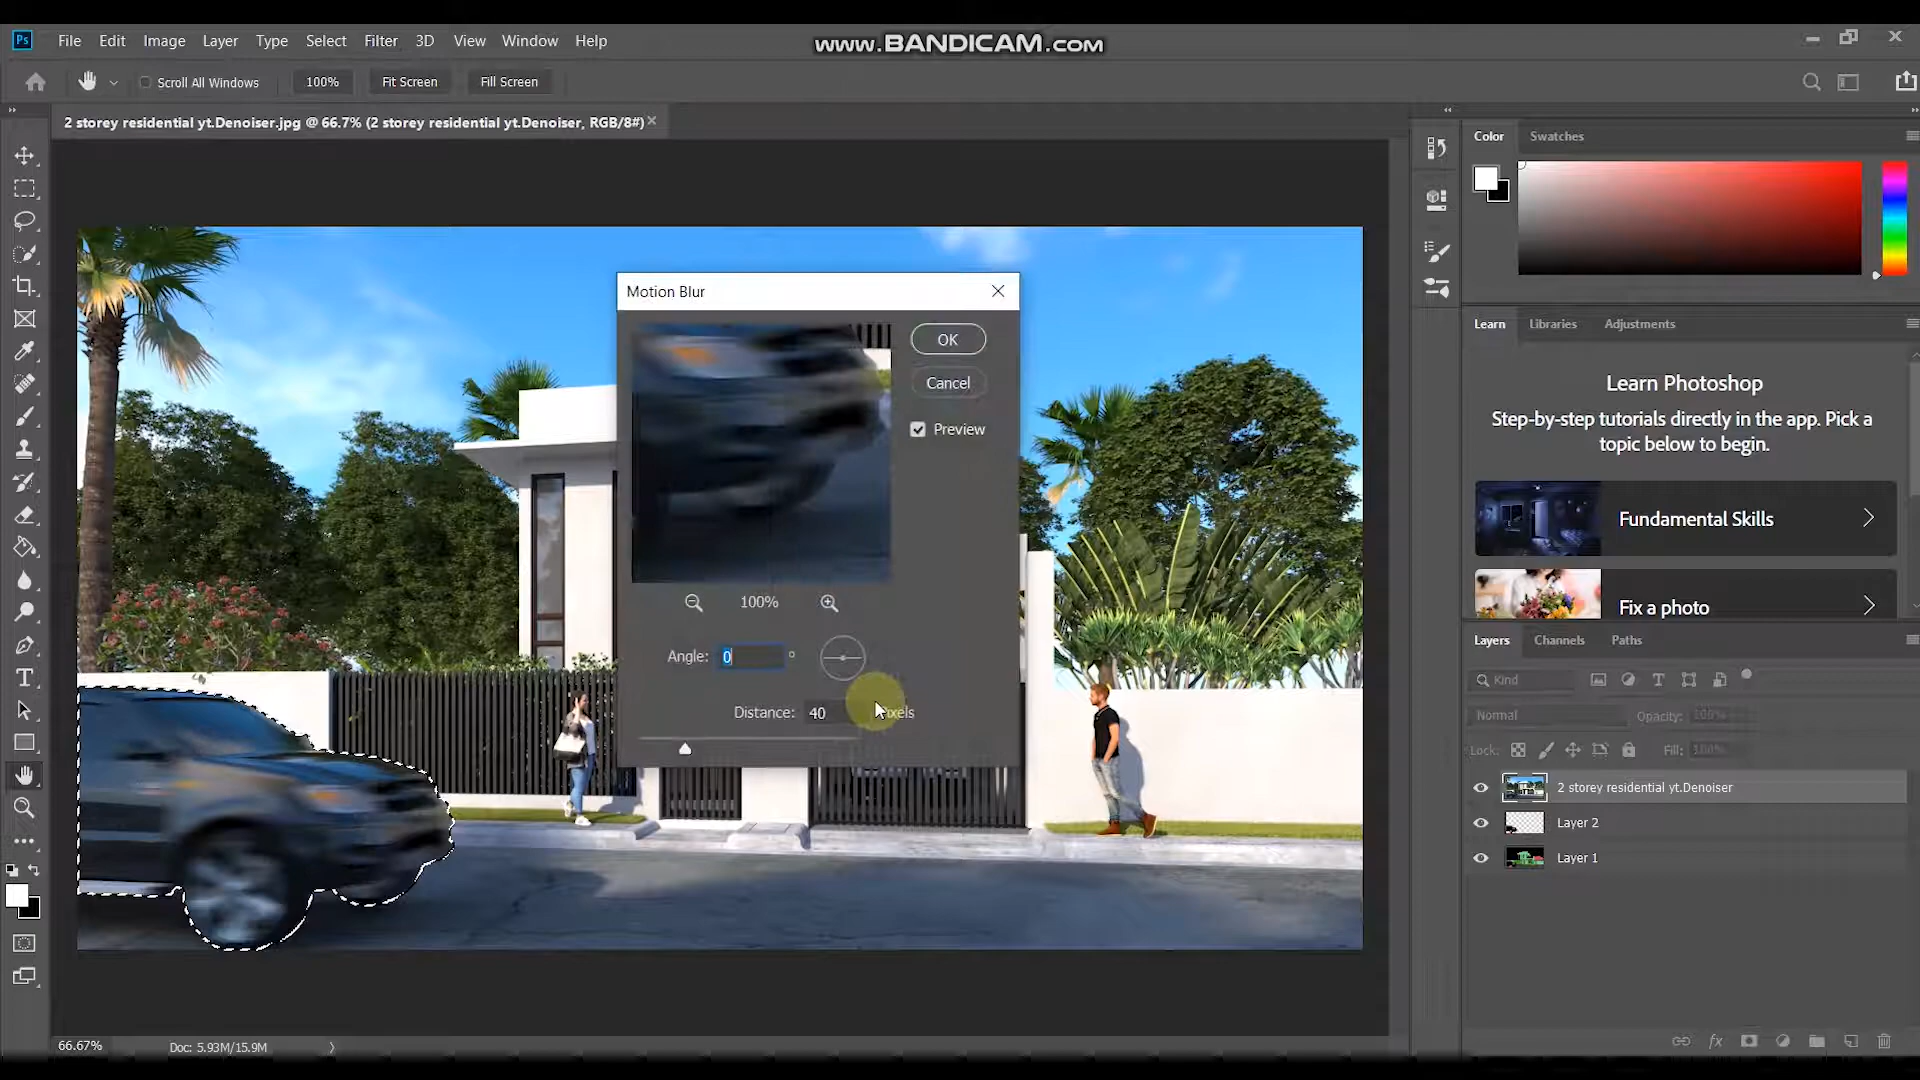 Ps File Edit Image Layer Type Select Filter 3D View Window Help
www.BANDICAM.com
Scroll All Windows 100% Fit Screen Fill Screen
2 storey residential yt.Denoiser.jpg @ 66.7% (2 storey residential yt.Denoiser, RGB/8#)
Color Swatches
Motion Blur
OK
Cancel
Preview
100%
Angle: 0 °
Distance: 40
Learn Libraries Adjustments
Learn Photoshop
Step-by-step tutorials directly in the app. Pick a
topic below to begin.
Fundamental Skills
Fix a photo
Layers Channels Paths
Kind
Normal Opacity: 100%
Lock: Fill: 100%
2 storey residential yt.Denoiser
Layer 2
Layer 1
fx
66.67% Doc: 5.93M/15.9M